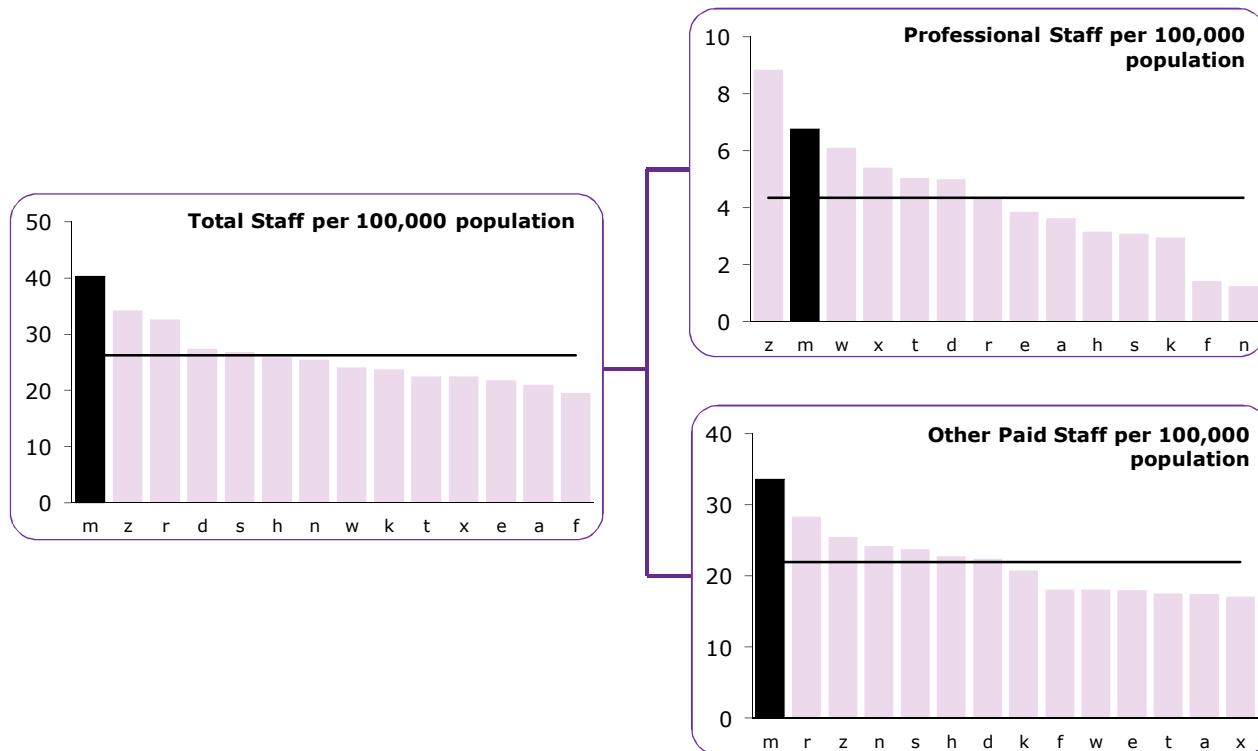 Total Staff per 100,000 population
50
40
30
20
10
0
m z r d s h n w k t x e a f
Professional Staff per 100,000
population
10
8
6
4
2
0
z m w x t d r e a h s k f n
Other Paid Staff per 100,000
population
40
30
20
10
0
m r z n s h d k f w e t a x